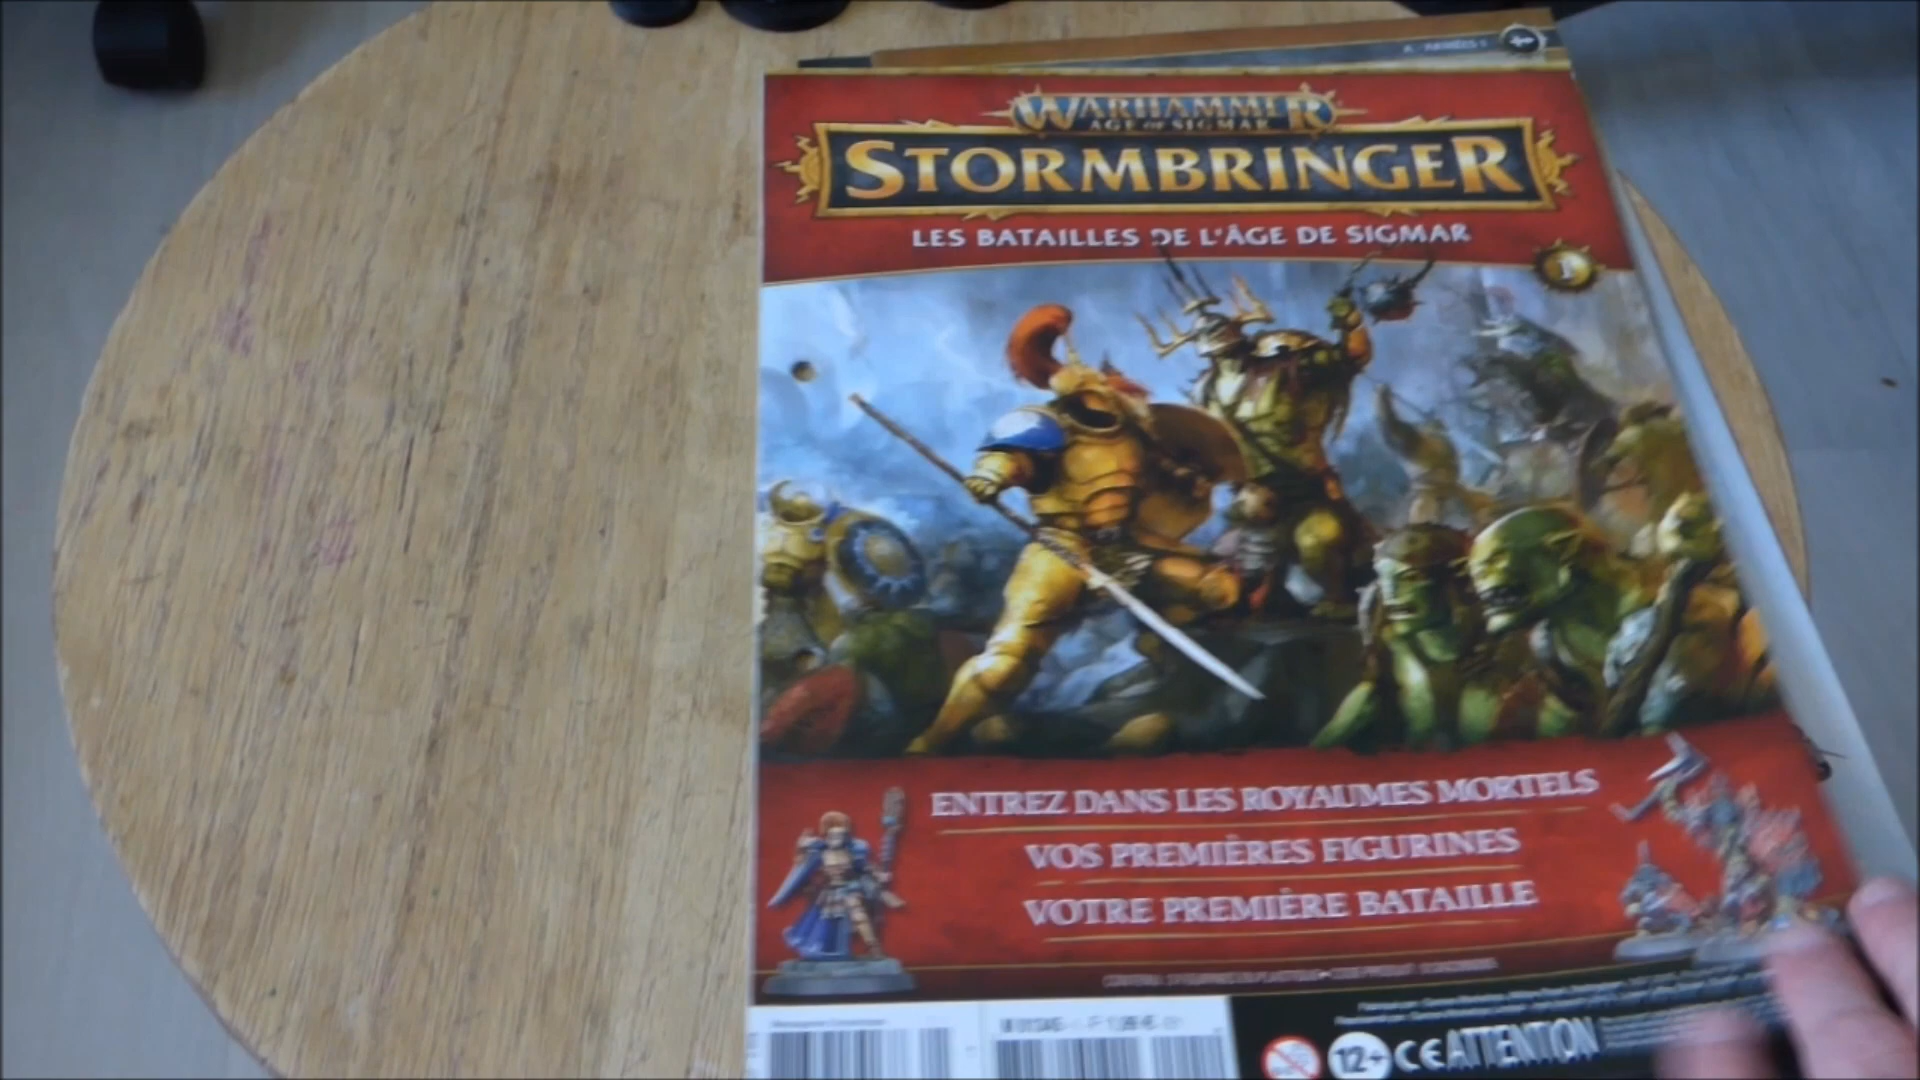 WARHAMMER
AGE OF SIGMAR
STORMBRINGER
LES BATAILLES DE L'ÂGE DE SIGMAR
1
ENTREZ DANS LES ROYAUMES MORTELS
VOS PREMIÈRES FIGURINES
VOTRE PREMIÈRE BATAILLE
12+ CE ATTENTION